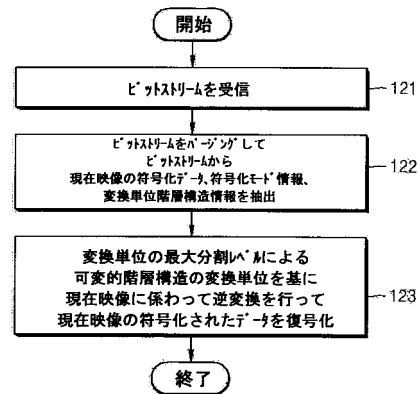 開始
ビットストリームを受信
121
ビットストリームをパージングして
ビットストリームから
現在映像の符号化データ、符号化モード情報、
変換単位階層構造情報を抽出
122
変換単位の最大分割レベルによる
可変的階層構造の変換単位を基に
現在映像に係わって逆変換を行って
現在映像の符号化されたデータを復号化
123
終了